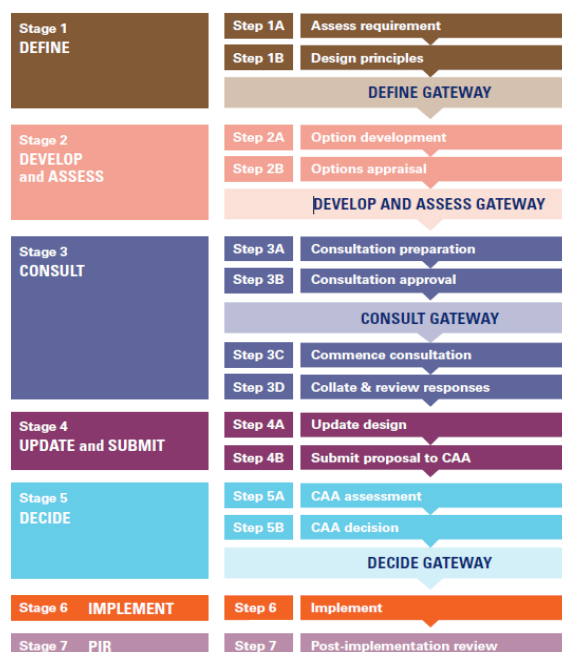 Stage 1
DEFINE
Step 1A Assess requirement
Step 1B Design principles
DEFINE GATEWAY
Stage 2
DEVELOP
and ASSESS
Step 2A Option development
Step 2B Options appraisal
DEVELOP AND ASSESS GATEWAY
Stage 3
CONSULT
Step 3A Consultation preparation
Step 3B Consultation approval
CONSULT GATEWAY
Step 3C Commence consultation
Step 3D Collate & review responses
Stage 4
UPDATE and SUBMIT
Step 4A Update design
Step 4B Submit proposal to CAA
Stage 5
DECIDE
Step 5A CAA assessment
Step 5B CAA decision
DECIDE GATEWAY
Stage 6 IMPLEMENT
Step 6 Implement
Stage 7 PIR
Step 7 Post-implementation review